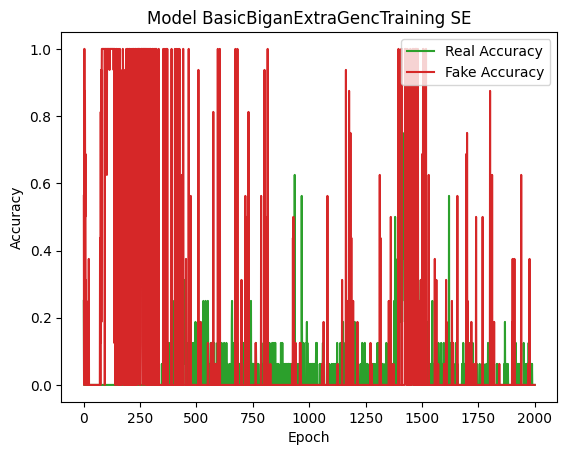 Model BasicBiganExtraGencTraining SE
Real Accuracy
Fake Accuracy
Accuracy
1.0
0.8
0.6
0.4
0.2
0.0
0 250 500 750 1000 1250 1500 1750 2000
Epoch